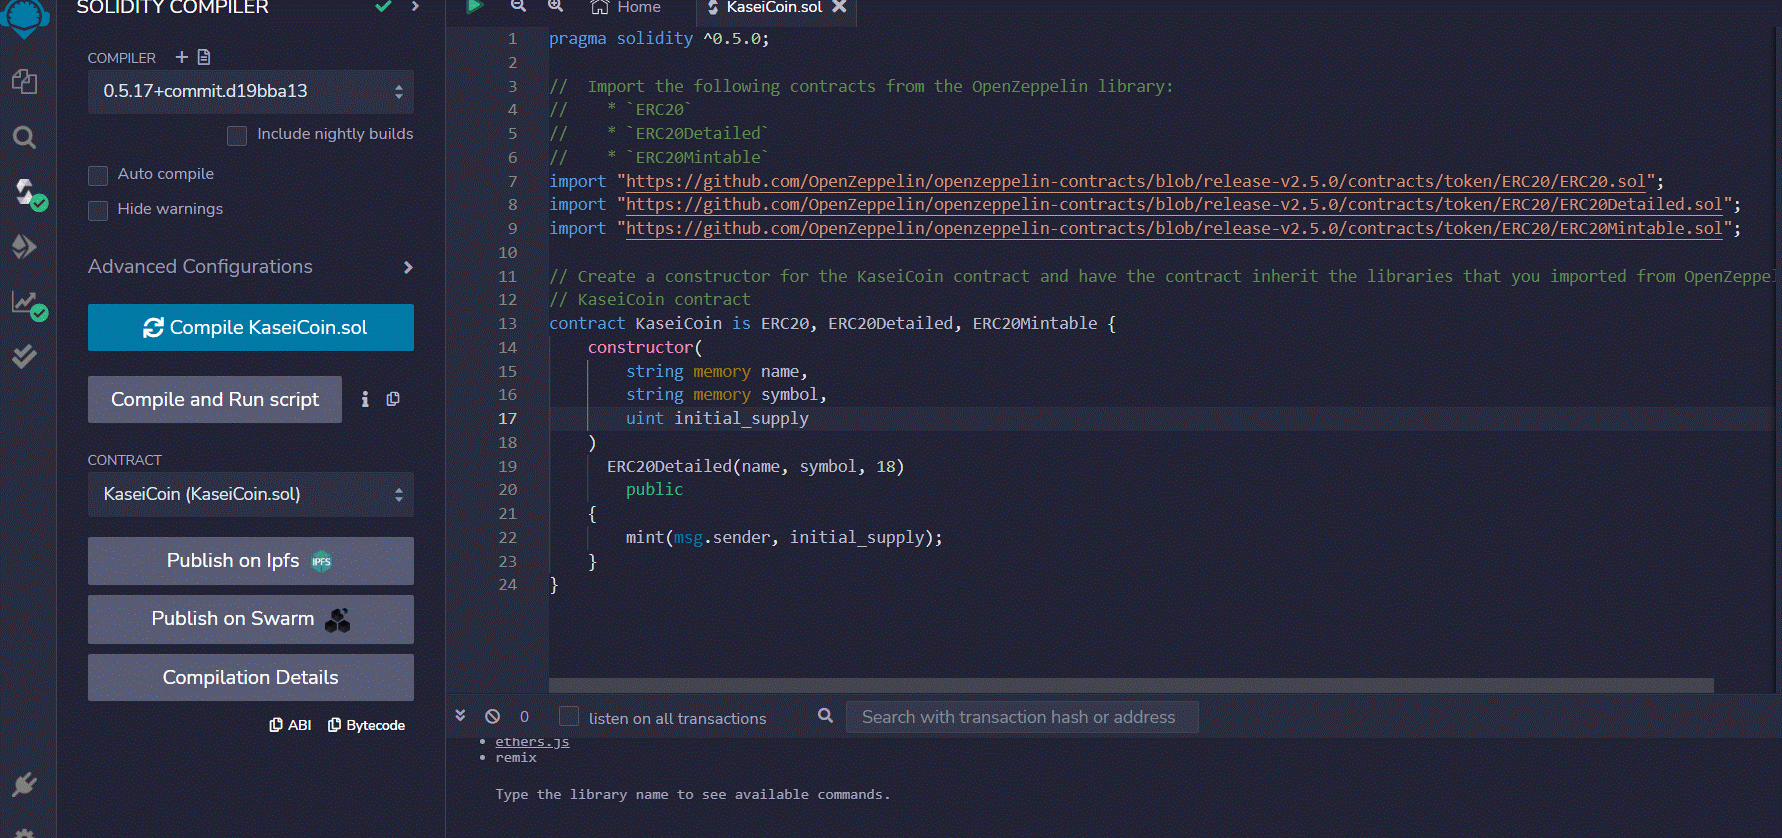 SOLIDITY COMPILER
COMPILER
0.5.17+commit.d19bba13
Include nightly builds
Auto compile
Hide warnings
Advanced Configurations
Compile KaseiCoin.sol
Compile and Run script
CONTRACT
KaseiCoin (KaseiCoin.sol)
Publish on Ipfs
IPFS
Publish on Swarm
Compilation Details
ABI Bytecode
Home KaseiCoin.sol
1 pragma solidity ^0.5.0;
2
3 //  Import the following contracts from the OpenZeppelin library:
4 //    * `ERC20`
5 //    * `ERC20Detailed`
6 //    * `ERC20Mintable`
7 import "https://github.com/OpenZeppelin/openzeppelin-contracts/blob/release-v2.5.0/contracts/token/ERC20/ERC20.sol";
8 import "https://github.com/OpenZeppelin/openzeppelin-contracts/blob/release-v2.5.0/contracts/token/ERC20/ERC20Detailed.sol";
9 import "https://github.com/OpenZeppelin/openzeppelin-contracts/blob/release-v2.5.0/contracts/token/ERC20/ERC20Mintable.sol";
10
11 // Create a constructor for the KaseiCoin contract and have the contract inherit the libraries that you imported from OpenZeppel
12 // KaseiCoin contract
13 contract KaseiCoin is ERC20, ERC20Detailed, ERC20Mintable {
14     constructor(
15         string memory name,
16         string memory symbol,
17         uint initial_supply
18     )
19       ERC20Detailed(name, symbol, 18)
20         public
21     {
22         mint(msg.sender, initial_supply);
23     }
24 }
0 listen on all transactions Search with transaction hash or address
• ethers.js
• remix
Type the library name to see available commands.